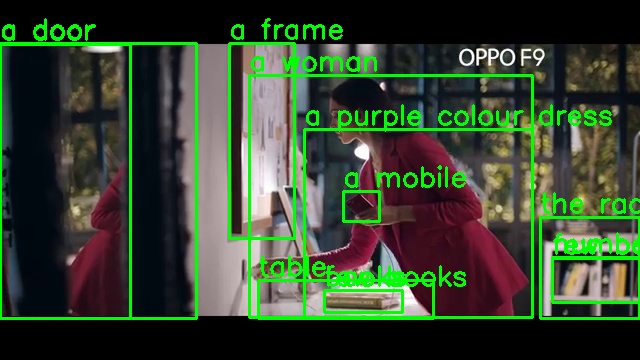 a door
a frame
a woman
OPPO F9
a purple colour dress
a mobile
the rac
table
books